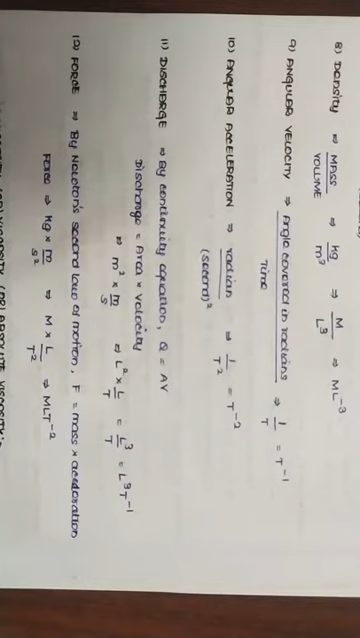 8) Density ⇒ MASS/VOLUME ⇒ kg/m³ ⇒ M/L³ ⇒ ML⁻³
9) ANGULAR VELOCITY ⇒ Angle covered in radians/Time ⇒ 1/T = T⁻¹
10) ANGULAR ACCELERATION ⇒ radian/(second)² ⇒ 1/T² = T⁻²
11) DISCHARGE ⇒ By continuity equation, Q = AV
Discharge = Area × velocity
⇒ m² × m/s ⇒ L² × L/T = L³/T = L³T⁻¹
12) FORCE ⇒ By Newton's second law of motion, F = mass × acceleration
Force ⇒ kg × m/s² ⇒ M × L/T² ⇒ MLT⁻²